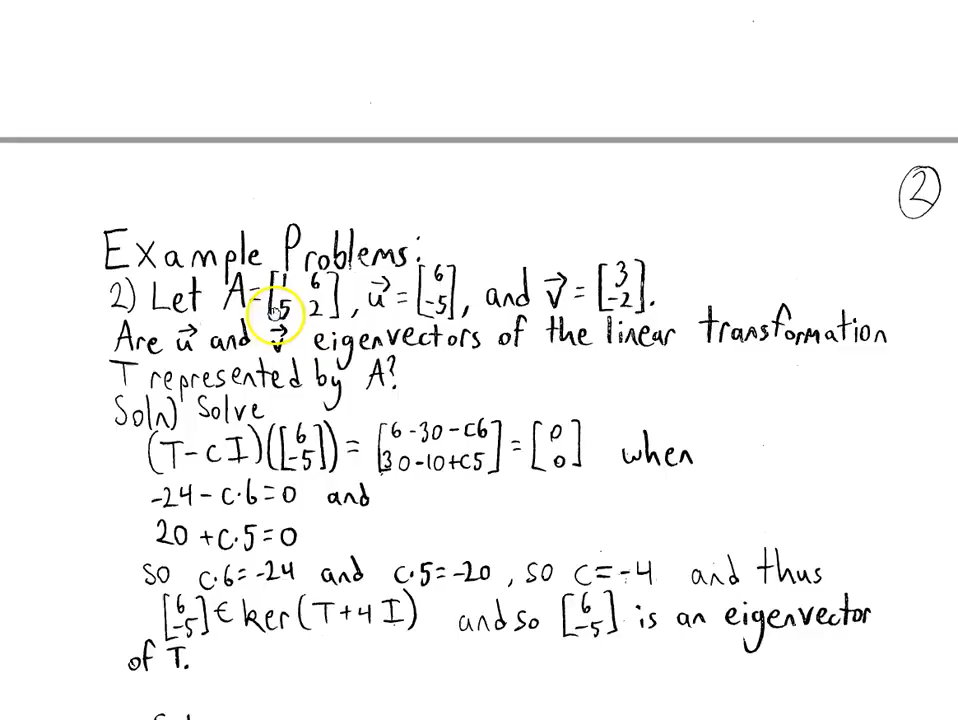 2
Example Problems:
2) Let A=[1 6 5 2], u⃗=[6 -5], and v⃗=[3 -2].
Are u⃗ and v⃗ eigenvectors of the linear transformation
T represented by A?
Soln) Solve
(T-cI)([6 -5])=[6-30-c6 30-10+c5]=[0 0] when
-24-c·6=0 and
20+c·5=0
so c·6=-24 and c·5=-20, so c=-4 and thus
[6 -5]∈ker(T+4I) and so [6 -5] is an eigenvector
of T.